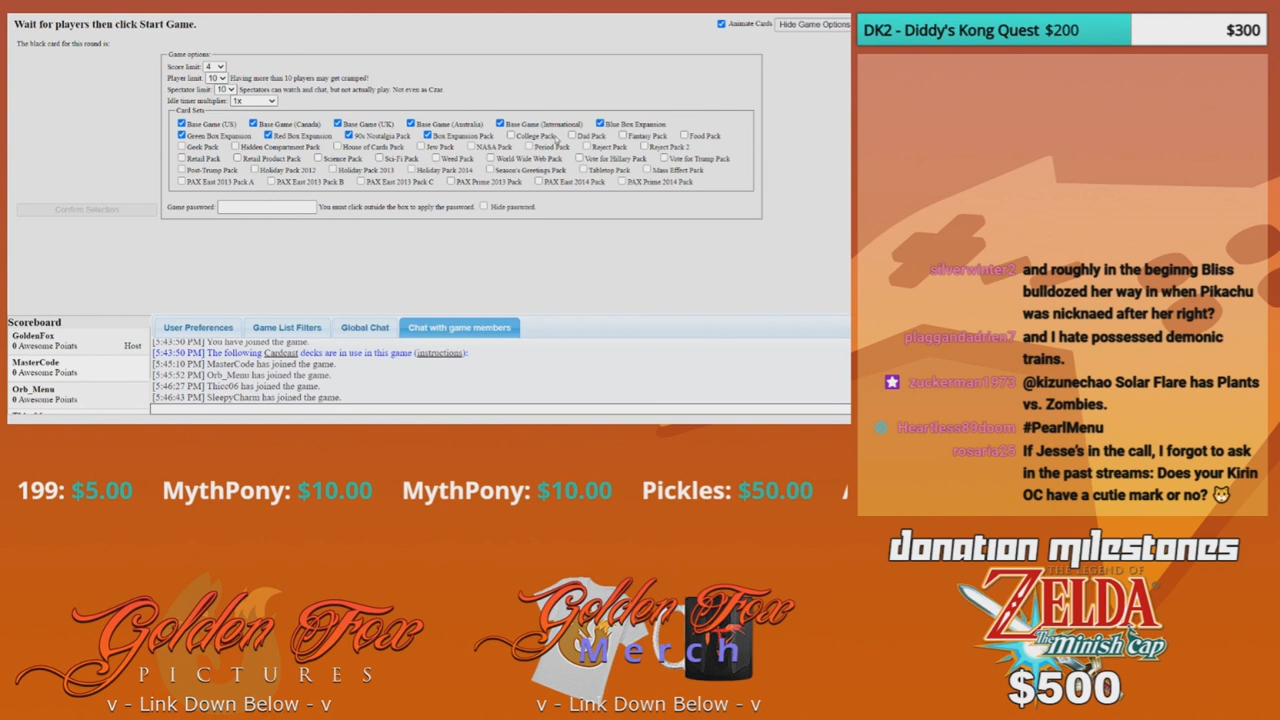 Wait for players then click Start Game.
Animate Cards
Hide Game Options
The black card for this round is:
Game options:
Score limit: 4
Player limit: 10 Having more than 10 players may get cramped!
Spectator limit: 10 Spectators can watch and chat, but not actually play. Not even as Czar.
Idle timer multiplier: 1x
Card Sets
Base Game (US) Base Game (Canada) Base Game (UK) Base Game (Australia) Base Game (International) Blue Box Expansion
Green Box Expansion Red Box Expansion 90s Nostalgia Pack Box Expansion Pack College Pack Dad Pack Fantasy Pack Food Pack
Geek Pack Hidden Compartment Pack House of Cards Pack Jew Pack NASA Pack Period Pack Reject Pack Reject Pack 2
Retail Pack Retail Product Pack Science Pack Sci-Fi Pack Weed Pack World Wide Web Pack Vote for Hillary Pack Vote for Trump Pack
Post-Trump Pack Holiday 2012 Holiday Pack 2013 Holiday Pack 2014 Season's Greetings Pack Tabletop Pack Mass Effect Pack
PAX East 2013 Pack A PAX East 2013 Pack B PAX East 2013 Pack C PAX Prime 2013 Pack PAX East 2014 Pack PAX Prime 2014 Pack
Confirm Selection
Game password: You must click outside the box to apply the password. Hide password.
Scoreboard
GoldenFox
0 Awesome Points Host
MasterCode
0 Awesome Points
Orb_Menu
0 Awesome Points
User Preferences Game List Filters Global Chat Chat with game members
[5:43:50 PM] You have joined the game.
[5:43:50 PM] The following Cardcast decks are in use in this game (instructions):
[5:45:10 PM] MasterCode has joined the game.
[5:45:52 PM] Orb_Menu has joined the game.
[5:46:27 PM] Thicc06 has joined the game.
[5:46:43 PM] SleepyCharm has joined the game.
DK2 - Diddy's Kong Quest $200 $300
silverwinter2 and roughly in the beginng Bliss
bulldozed her way in when Pikachu
was nicknaed after her right?
plaggandadrien7 and I hate possessed demonic
trains.
zuckerman1973 @kizunechao Solar Flare has Plants
vs. Zombies.
Heartless89doom #PearlMenu
rosaria25 If Jesse's in the call, I forgot to ask
in the past streams: Does your Kirin
OC have a cutie mark or no?
199: $5.00 MythPony: $10.00 MythPony: $10.00 Pickles: $50.00
Golden Fox
PICTURES
v - Link Down Below - v
Golden Fox
Merch
v - Link Down Below - v
donation milestones
THE LEGEND OF
ZELDA
The Minish Cap
$500